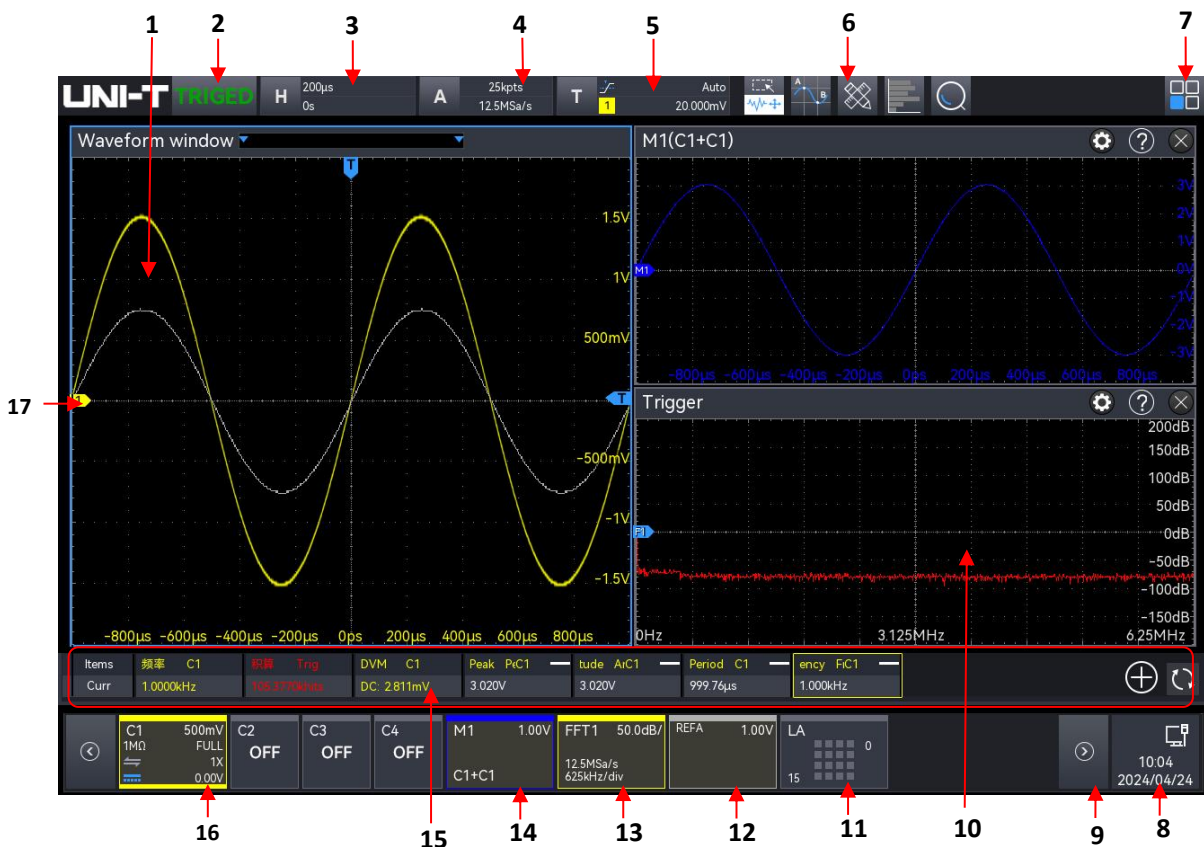 1 2 3 4 5 6 7
UNI-T TRIGED H 200µs A 25kpts T Auto
0s 12.5MSa/s 1 20.000mV
A B
Waveform window
T
1.5V
1V
500mV
17
1
T
-500mV
-1V
-1.5V
-800µs -600µs -400µs -200µs 0ps 200µs 400µs 600µs 800µs
M1(C1+C1)
?
3V
2V
1V
M1
0V
-1V
-2V
-3V
-800µs -600µs -400µs -200µs 0ps 200µs 400µs 600µs 800µs
Trigger
?
200dB
150dB
100dB
50dB
0dB
-50dB
-100dB
-150dB
0Hz 3.125MHz 6.25MHz
Items 频率 C1 积算 Trig DVM C1 Peak C1 tude C1 Period C1 ency C1
Curr 1.0000kHz DC: 2.811mV 3.020V 3.020V 999.76µs 1.000kHz
C1 500mV
1MΩ FULL
1X
0.00V
C2
OFF
C3
OFF
C4
OFF
M1 1.00V
C1+C1
FFT1 50.0dB/
12.5MSa/s
625kHz/div
REFA 1.00V
LA
0
15
10:04
2024/04/24
16 15 14 13 12 11 10 9 8